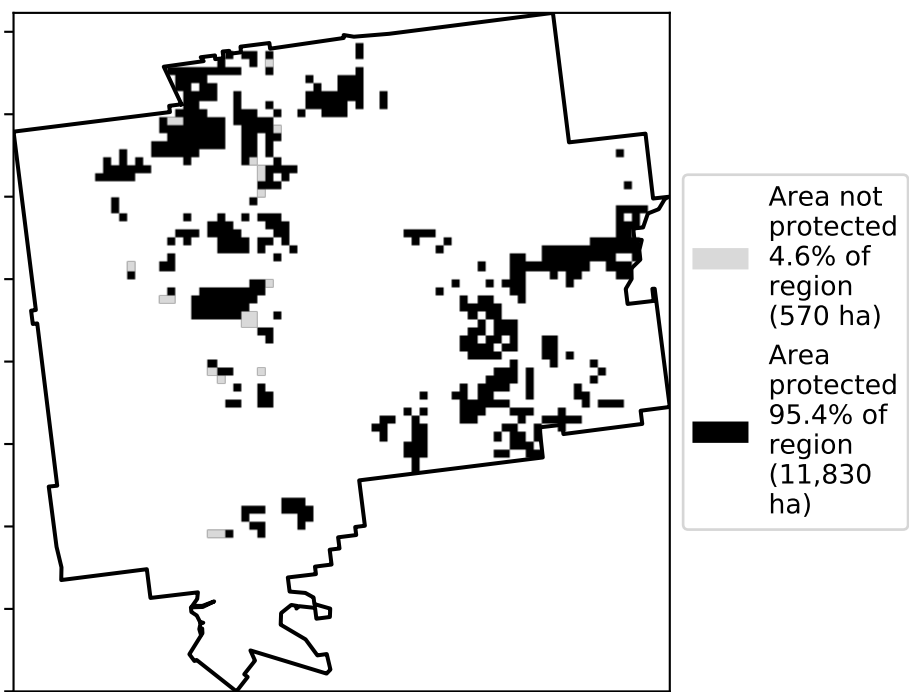 Area not
protected
4.6% of
region
(570 ha)
Area
protected
95.4% of
region
(11,830
ha)